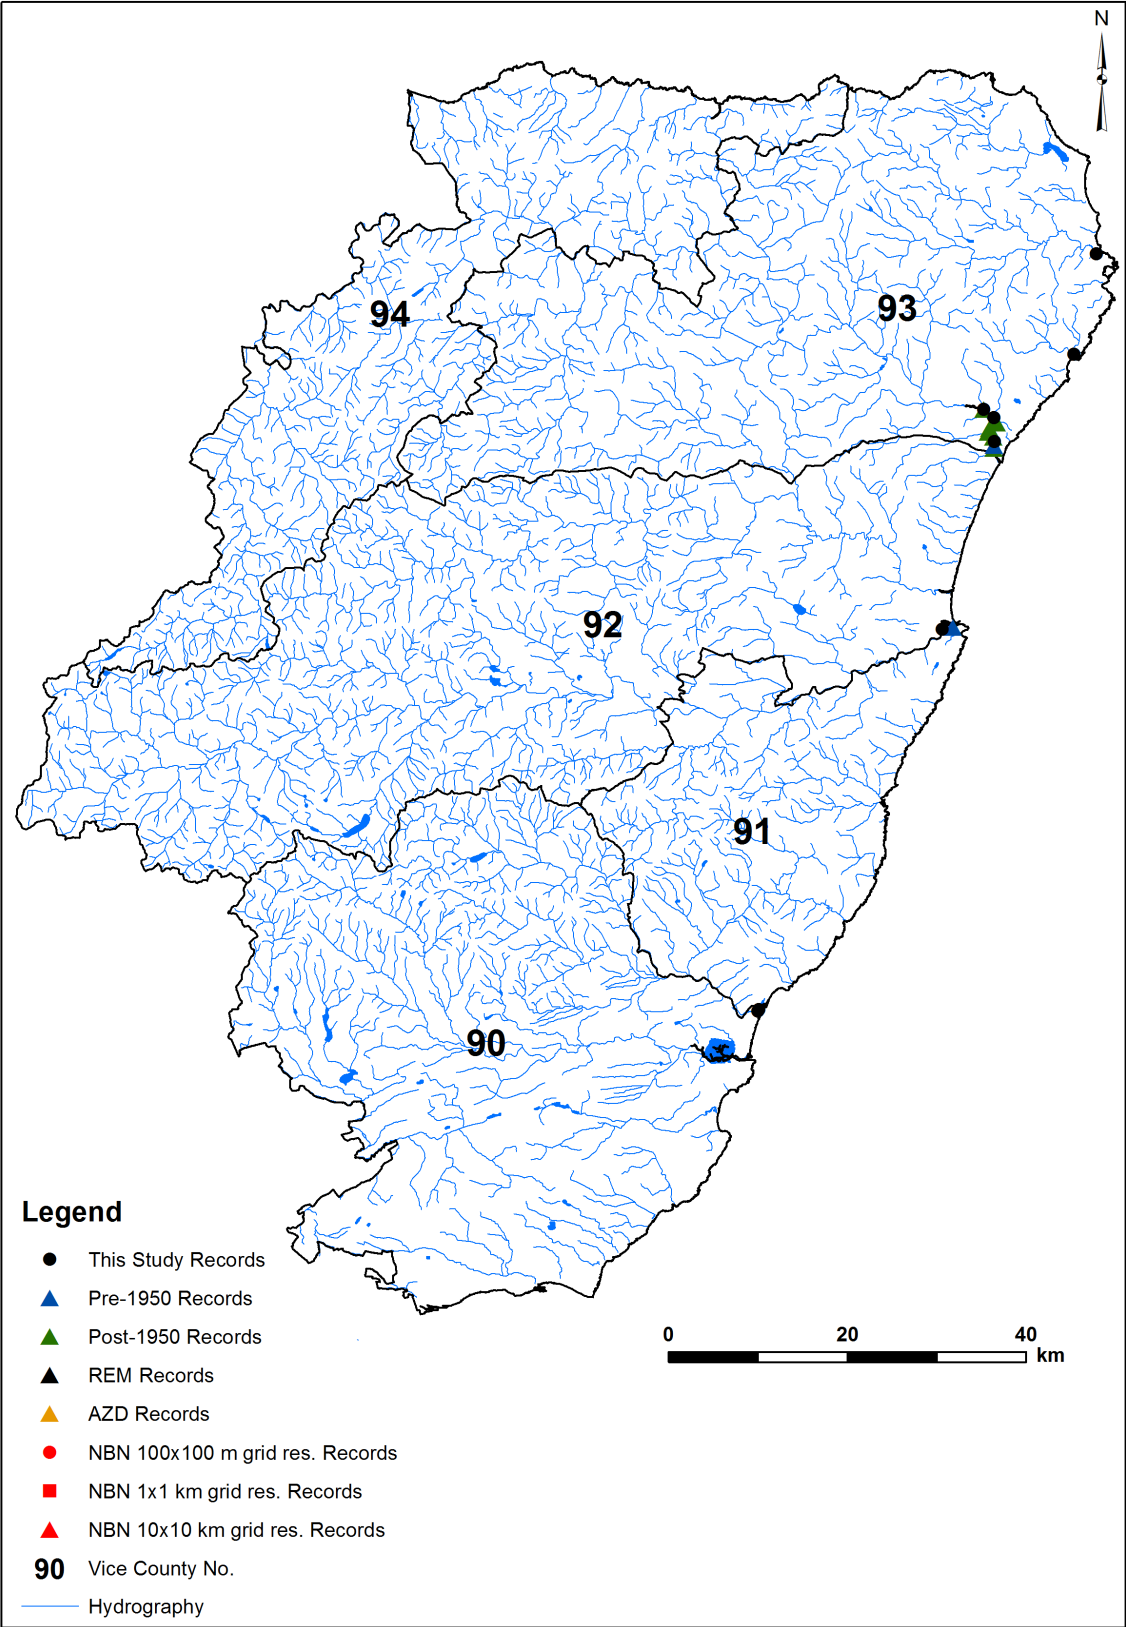 N
94
93
92
91
90
Legend
This Study Records
Pre-1950 Records
Post-1950 Records
REM Records
AZD Records
NBN 100x100 m grid res. Records
NBN 1x1 km grid res. Records
NBN 10x10 km grid res. Records
90 Vice County No.
Hydrography
0 20 40
km